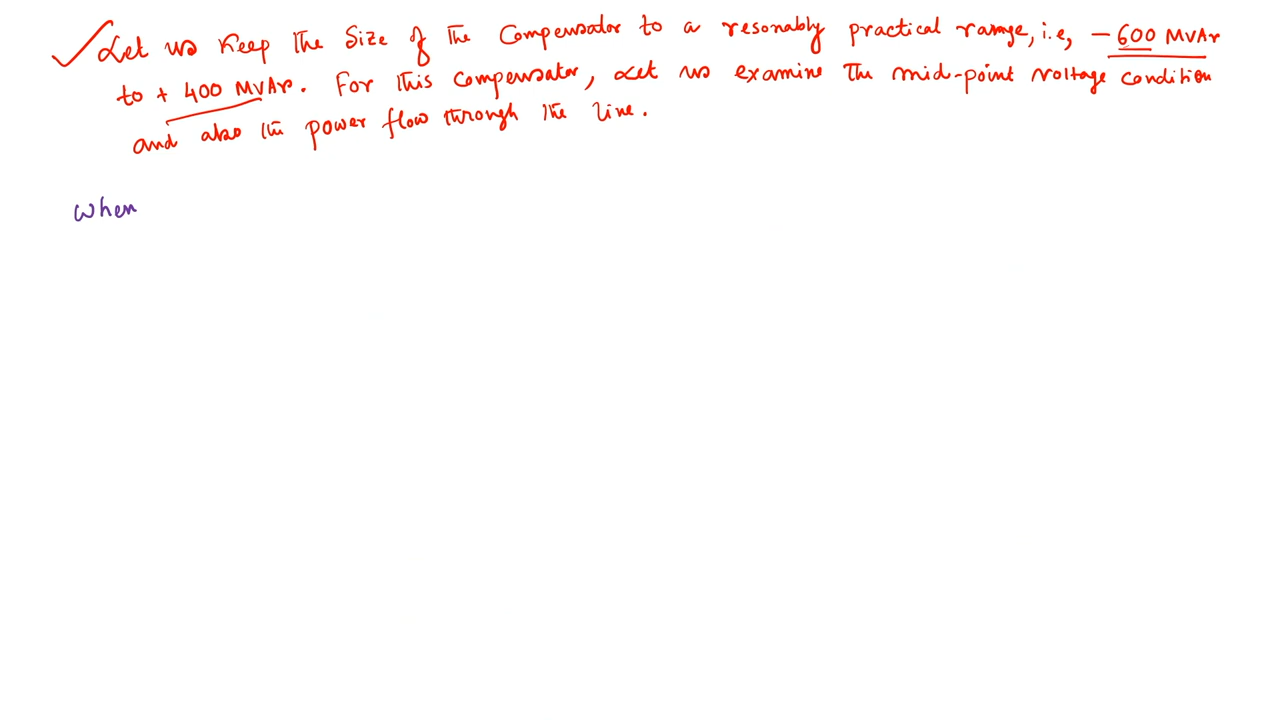 Let us keep the size of the Compensator to a resonably practical range, i.e, - 600 MVAr
to + 400 MVAr. For this compensator, Let us examine the mid-point voltage condition
and also the power flow through the line.
when